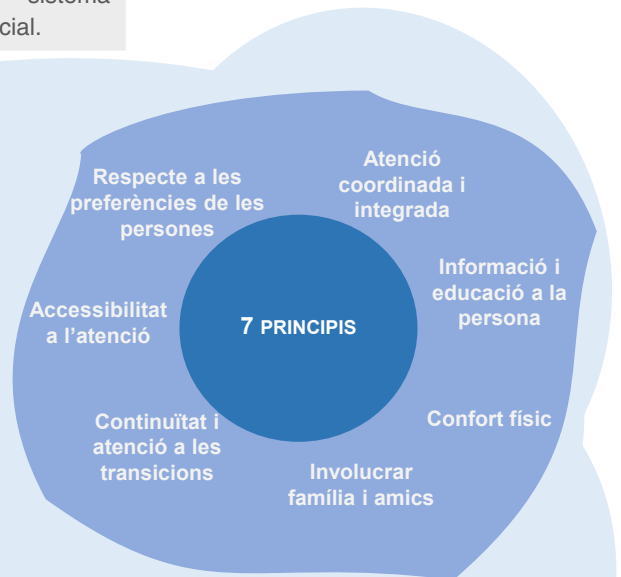 sistema
cial.
Respecte a les
preferències de les
persones
Atenció
coordinada i
integrada
Informació i
educació a la
persona
Accessibilitat
a l’atenció
7 PRINCIPIS
Confort físic
Continuïtat i
atenció a les
transicions
Involucrar
família i amics